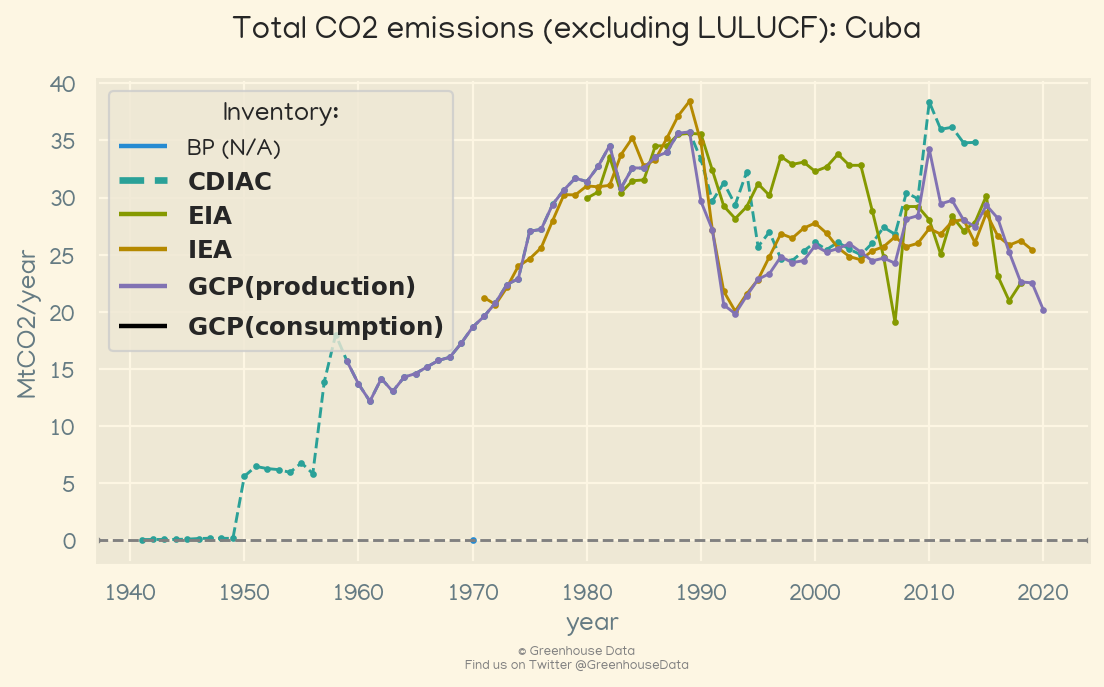 Total CO2 emissions (excluding LULUCF): Cuba
40
35
30
25
20
15
10
5
0
MtCO2/year
Inventory:
BP (N/A)
CDIAC
EIA
IEA
GCP(production)
GCP(consumption)
1940 1950 1960 1970 1980 1990 2000 2010 2020
year
© Greenhouse Data
Find us on Twitter @GreenhouseData